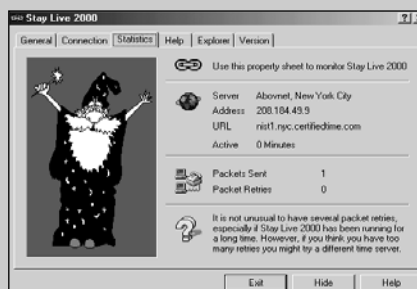 Stay Live 2000
General Connection Statistics Help Explorer Version
Use this property sheet to monitor Stay Live 2000
Server Abovnet, New York City
Address 208.184.49.9
URL nist1.nyc.certifiedtime.com
Active 0 Minutes
Packets Sent 1
Packet Retries 0
It is not unusual to have several packet retries,
especially if Stay Live 2000 has been running for
a long time. However, if you think you have too
many retries you might try a different time server.
Exit Hide Help